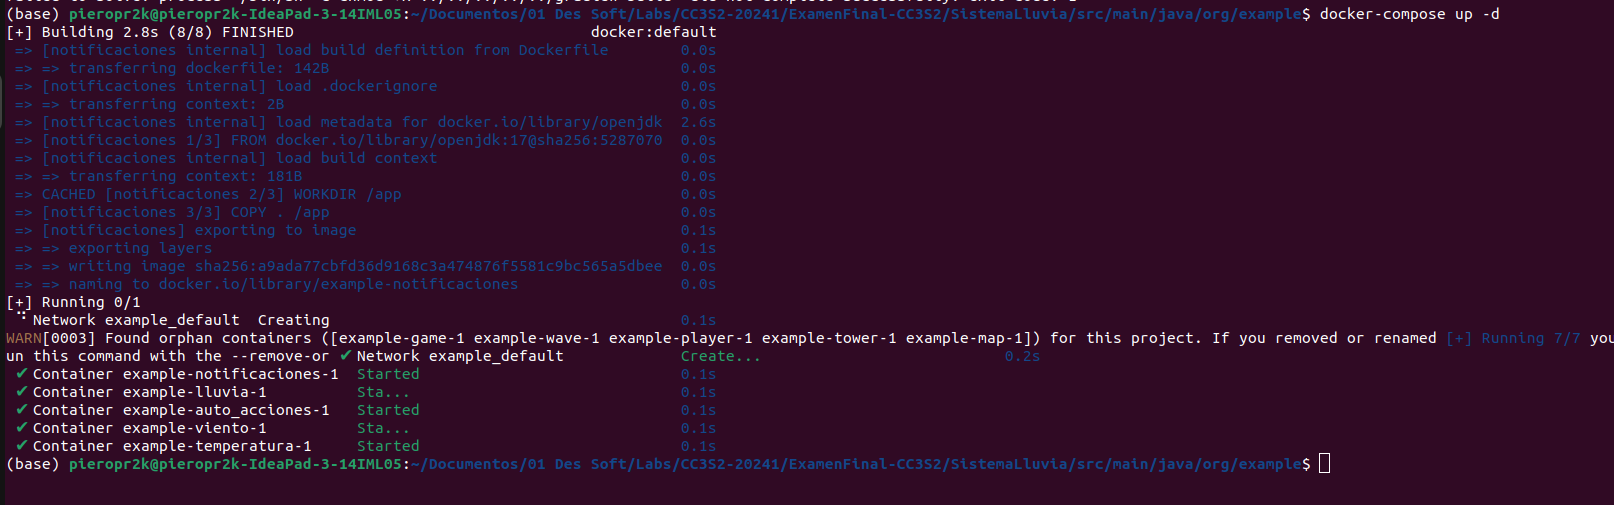 (base) pieropr2k@pieropr2k-IdeaPad-3-14IML05:~/Documentos/01 Des Soft/Labs/CC3S2-20241/ExamenFinal-CC3S2/SistemaLluvia/src/main/java/org/example$ docker-compose up -d
[+] Building 2.8s (8/8) FINISHED docker:default
=> [notificaciones internal] load build definition from Dockerfile 0.0s
=> => transferring dockerfile: 142B 0.0s
=> [notificaciones internal] load .dockerignore 0.0s
=> => transferring context: 2B 0.0s
=> [notificaciones internal] load metadata for docker.io/library/openjdk 2.6s
=> [notificaciones 1/3] FROM docker.io/library/openjdk:17@sha256:5287070 0.0s
=> [notificaciones internal] load build context 0.0s
=> => transferring context: 181B 0.0s
=> CACHED [notificaciones 2/3] WORKDIR /app 0.0s
=> [notificaciones 3/3] COPY . /app 0.0s
=> [notificaciones] exporting to image 0.1s
=> => exporting layers 0.1s
=> => writing image sha256:a9ada77cbfd36d9168c3a474876f5581c9bc565a5dbee 0.0s
=> => naming to docker.io/library/example-notificaciones 0.0s
[+] Running 0/1
⠋ Network example_default Creating 0.1s
WARN[0003] Found orphan containers ([example-game-1 example-wave-1 example-player-1 example-tower-1 example-map-1]) for this project. If you removed or renamed [+] Running 7/7 you
un this command with the --remove-or ✔ Network example_default Create... 0.2s
✔ Container example-notificaciones-1 Started 0.1s
✔ Container example-lluvia-1 Sta... 0.1s
✔ Container example-auto_acciones-1 Started 0.1s
✔ Container example-viento-1 Sta... 0.1s
✔ Container example-temperatura-1 Started 0.1s
(base) pieropr2k@pieropr2k-IdeaPad-3-14IML05:~/Documentos/01 Des Soft/Labs/CC3S2-20241/ExamenFinal-CC3S2/SistemaLluvia/src/main/java/org/example$